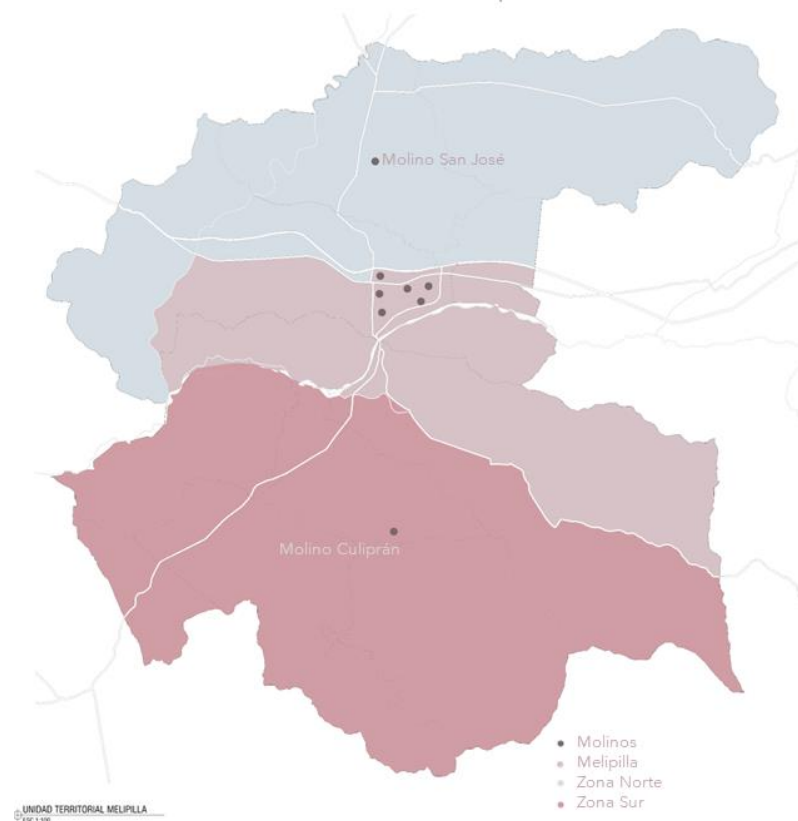 Molino San José
Molino Culiprán
Molinos
Melipilla
Zona Norte
Zona Sur
UNIDAD TERRITORIAL MELIPILLA